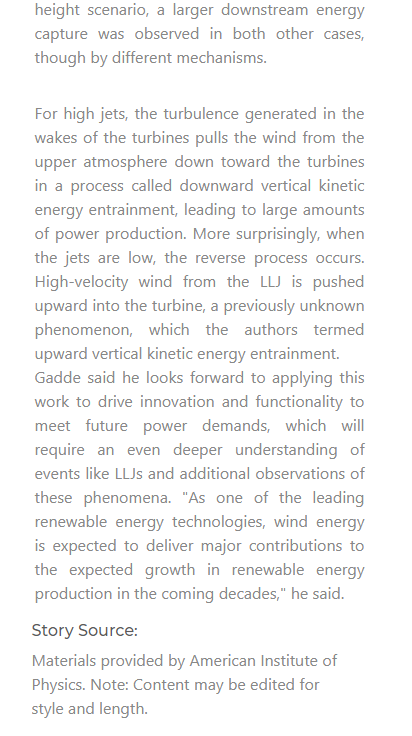 height scenario, a larger downstream energy
capture was observed in both other cases,
though by different mechanisms.
For high jets, the turbulence generated in the
wakes of the turbines pulls the wind from the
upper atmosphere down toward the turbines
in a process called downward vertical kinetic
energy entrainment, leading to large amounts
of power production. More surprisingly, when
the jets are low, the reverse process occurs.
High-velocity wind from the LLJ is pushed
upward into the turbine, a previously unknown
phenomenon, which the authors termed
upward vertical kinetic energy entrainment.
Gadde said he looks forward to applying this
work to drive innovation and functionality to
meet future power demands, which will
require an even deeper understanding of
events like LLJs and additional observations of
these phenomena. "As one of the leading
renewable energy technologies, wind energy
is expected to deliver major contributions to
the expected growth in renewable energy
production in the coming decades," he said.
Story Source:
Materials provided by American Institute of
Physics. Note: Content may be edited for
style and length.